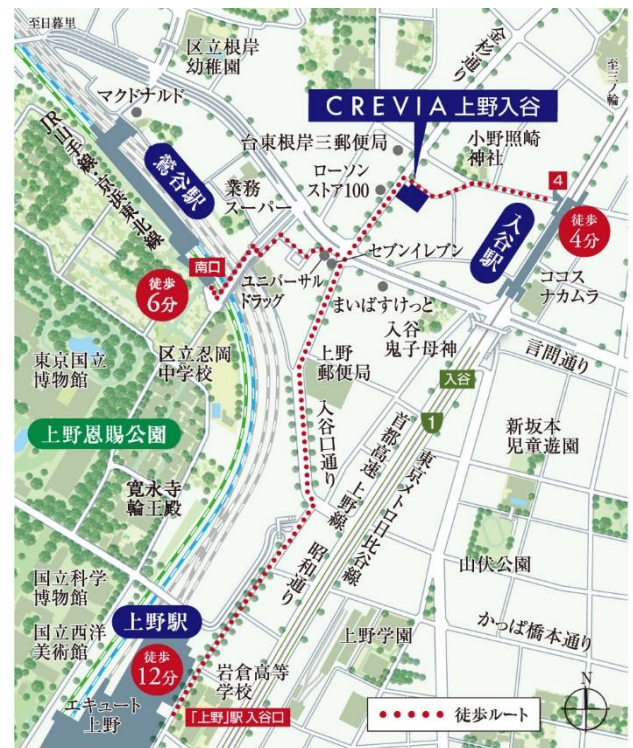 至日暮里
区立根岸
幼稚園
金杉通り
至三ノ輪
マクドナルド
CREVIA 上野入谷
JR山手線・京浜東北線
鶯谷駅
台東根岸三郵便局
小野照崎
神社
ローソン
ストア100
業務
スーパー
4
入谷駅
徒歩
4分
南口
徒歩
6分
セブンイレブン
ユニバーサル
ドラッグ
まいばすけっと
ココス
ナカムラ
入谷
鬼子母神
言問通り
東京国立
博物館
区立忍岡
中学校
上野
郵便局
入谷
上野恩賜公園
入谷口通り
1
新坂本
児童遊園
首都高速 上野線
東京メトロ日比谷線
寛永寺
輪王殿
昭和通り
山伏公園
国立科学
博物館
国立西洋
美術館
上野駅
徒歩
12分
上野学園
かっぱ橋本通り
岩倉高等
学校
エキュート
上野
「上野」駅 入谷口
徒歩ルート
N